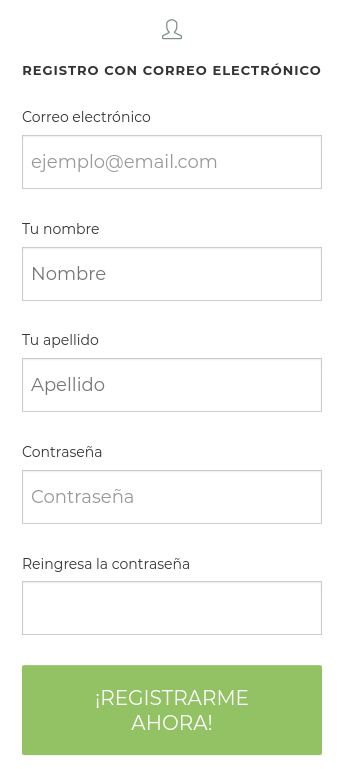 REGISTRO CON CORREO ELECTRÓNICO
Correo electrónico
ejemplo@email.com
Tu nombre
Nombre
Tu apellido
Apellido
Contraseña
Contraseña
Reingresa la contraseña
¡REGISTRARME
AHORA!